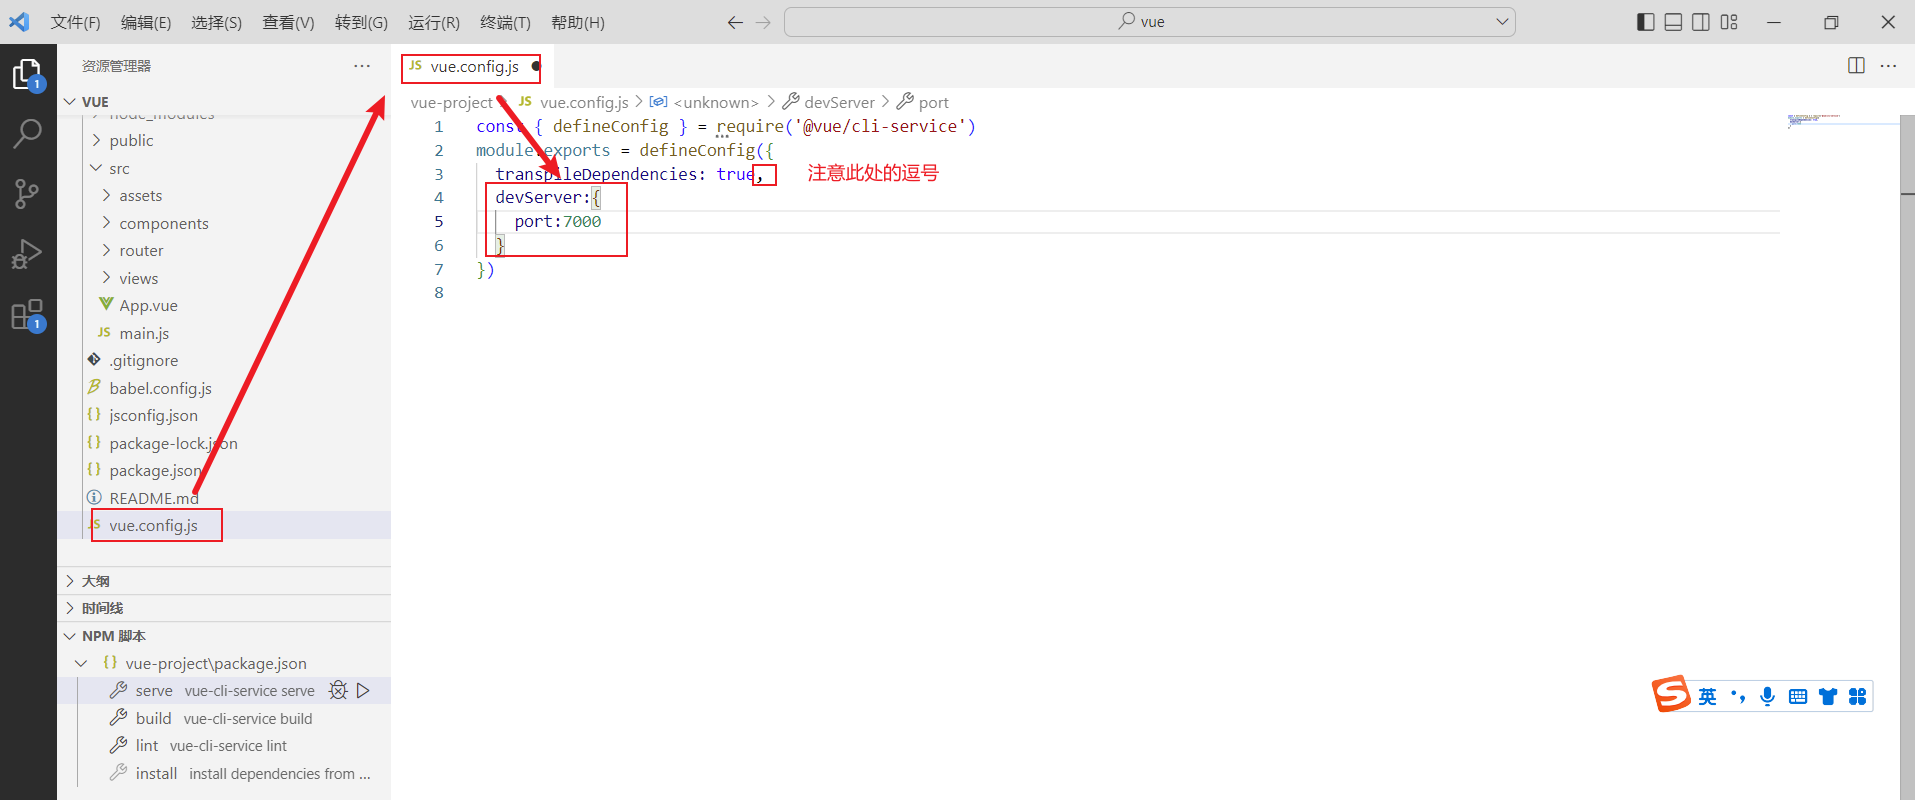 文件(F) 编辑(E) 选择(S) 查看(V) 转到(G) 运行(R) 终端(T) 帮助(H) vue
资源管理器
VUE
node_modules
public
src
assets
components
router
views
App.vue
JS main.js
.gitignore
babel.config.js
{} jsconfig.json
{} package-lock.json
{} package.json
README.md
JS vue.config.js
大纲
时间线
NPM 脚本
{} vue-project\package.json
serve vue-cli-service serve
build vue-cli-service build
lint vue-cli-service lint
install install dependencies from ...
1
1
JS vue.config.js
vue-project > JS vue.config.js > <unknown> > devServer > port
1 const { defineConfig } = require('@vue/cli-service')
2 module.exports = defineConfig({
3 transpileDependencies: true, 注意此处的逗号
4 devServer:{
5 port:7000
6 }
7 })
8
S 英